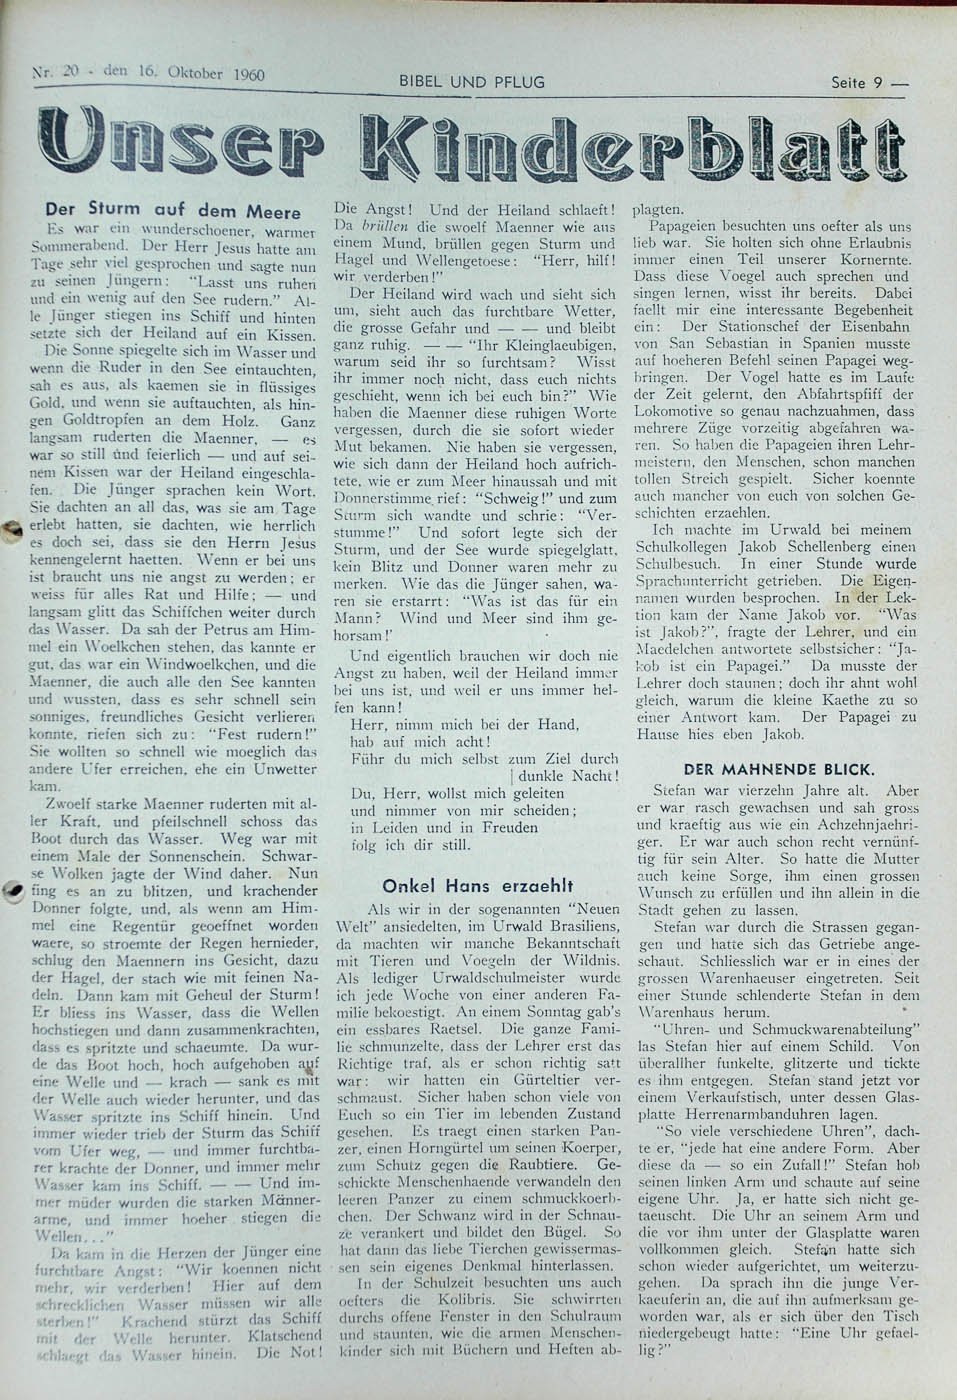 Nr. 20 - den 16. Oktober 1960
BIBEL UND PFLUG
Seite 9 —
Unser Kinderblatt
Der Sturm auf dem Meere
Es war ein wunderschoener, warmer
Sommerabend. Der Herr Jesus hatte am
Tage sehr viel gesprochen und sagte nun
zu seinen Jüngern: "Lasst uns ruhen
und ein wenig auf den See rudern." Al-
le Jünger stiegen ins Schiff und hinten
setzte sich der Heiland auf ein Kissen.
Die Sonne spiegelte sich im Wasser und
wenn die Ruder in den See eintauchten,
sah es aus, als kaemen sie in flüssiges
Gold, und wenn sie auftauchten, als hin-
gen Goldtropfen an dem Holz. Ganz
langsam ruderten die Maenner, — es
war so still und feierlich — und auf sei-
nem Kissen war der Heiland eingeschla-
fen. Die Jünger sprachen kein Wort.
Sie dachten an all das, was sie am Tage
erlebt hatten, sie dachten, wie herrlich
es doch sei, dass sie den Herrn Jesus
kennengelernt haetten. Wenn er bei uns
ist braucht uns nie angst zu werden; er
weiss für alles Rat und Hilfe; — und
langsam glitt das Schiffchen weiter durch
das Wasser. Da sah der Petrus am Him-
mel ein Woelkchen stehen, das kannte er
gut, das war ein Windwoelkchen, und die
Maenner, die auch alle den See kannten
und wussten, dass es sehr schnell sein
sonniges, freundliches Gesicht verlieren
konnte, riefen sich zu: "Fest rudern!"
Sie wollten so schnell wie moeglich das
andere Ufer erreichen, ehe ein Unwetter
kam.
Zwoelf starke Maenner ruderten mit al-
ler Kraft, und pfeilschnell schoss das
Boot durch das Wasser. Weg war mit
einem Male der Sonnenschein. Schwar-
se Wolken jagte der Wind daher. Nun
fing es an zu blitzen, und krachender
Donner folgte, und, als wenn am Him-
mel eine Regentür geoeffnet worden
waere, so stroemte der Regen hernieder,
schlug den Maennern ins Gesicht, dazu
der Hagel, der stach wie mit feinen Na-
deln. Dann kam mit Geheul der Sturm!
Er bliess ins Wasser, dass die Wellen
hochstiegen und dann zusammenkrachten,
dass es spritzte und schaeumte. Da wur-
de das Boot hoch, hoch aufgehoben auf
eine Welle und — krach — sank es mit
der Welle auch wieder herunter, und das
Wasser spritzte ins Schiff hinein. Und
immer wieder trieb der Sturm das Schiff
vom Ufer weg, — und immer furchtba-
rer krachte der Donner, und immer mehr
Wasser kam ins Schiff. — — Und im-
mer müder wurden die starken Männer-
arme, und immer hoeher stiegen die
Wellen..."
Da kam in die Herzen der Jünger eine
furchtbare Angst: "Wir koennen nicht
mehr, wir verderben! Hier auf dem
schrecklichen Wasser müssen wir alle
sterben!" Krachend stürzt das Schiff
mit der Welle herunter. Klatschend
schlaegt das Wasser hinein. Die Not!
Die Angst! Und der Heiland schlaeft!
Da brüllen die swoelf Maenner wie aus
einem Mund, brüllen gegen Sturm und
Hagel und Wellengetoese: "Herr, hilf!
wir verderben!"
Der Heiland wird wach und sieht sich
um, sieht auch das furchtbare Wetter,
die grosse Gefahr und — — und bleibt
ganz ruhig. — — "Ihr Kleinglaeubigen,
warum seid ihr so furchtsam? Wisst
ihr immer noch nicht, dass euch nichts
geschieht, wenn ich bei euch bin?" Wie
haben die Maenner diese ruhigen Worte
vergessen, durch die sie sofort wieder
Mut bekamen. Nie haben sie vergessen,
wie sich dann der Heiland hoch aufrich-
tete, wie er zum Meer hinaussah und mit
Donnerstimme rief: "Schweig!" und zum
Sturm sich wandte und schrie: "Ver-
stumme!" Und sofort legte sich der
Sturm, und der See wurde spiegelglatt,
kein Blitz und Donner waren mehr zu
merken. Wie das die Jünger sahen, wa-
ren sie erstarrt: "Was ist das für ein
Mann? Wind und Meer sind ihm ge-
horsam!'
Und eigentlich brauchen wir doch nie
Angst zu haben, weil der Heiland immer
bei uns ist, und weil er uns immer hel-
fen kann!
Herr, nimm mich bei der Hand,
hab auf mich acht!
Führ du mich selbst zum Ziel durch
| dunkle Nacht!
Du, Herr, wollst mich geleiten
und nimmer von mir scheiden;
in Leiden und in Freuden
folg ich dir still.
Onkel Hans erzaehlt
Als wir in der sogenannten "Neuen
Welt" ansiedelten, im Urwald Brasiliens,
da machten wir manche Bekanntschaft
mit Tieren und Voegeln der Wildnis.
Als lediger Urwaldschulmeister wurde
ich jede Woche von einer anderen Fa-
milie bekoestigt. An einem Sonntag gab's
ein essbares Raetsel. Die ganze Fami-
lie schmunzelte, dass der Lehrer erst das
Richtige traf, als er schon richtig satt
war: wir hatten ein Gürteltier ver-
schmaust. Sicher haben schon viele von
Euch so ein Tier im lebenden Zustand
gesehen. Es traegt einen starken Pan-
zer, einen Horngürtel um seinen Koerper,
zum Schutz gegen die Raubtiere. Ge-
schickte Menschenhaende verwandeln den
leeren Panzer zu einem schmuckkoerb-
chen. Der Schwanz wird in der Schnau-
ze verankert und bildet den Bügel. So
hat dann das liebe Tierchen gewissermas-
sen sein eigenes Denkmal hinterlassen.
In der Schulzeit besuchten uns auch
oefters die Kolibris. Sie schwirrten
durchs offene Fenster in den Schulraum
und staunten, wie die armen Menschen-
kinder sich mit Büchern und Heften ab-
plagten.
Papageien besuchten uns oefter als uns
lieb war. Sie holten sich ohne Erlaubnis
immer einen Teil unserer Kornernte.
Dass diese Voegel auch sprechen und
singen lernen, wisst ihr bereits. Dabei
faellt mir eine interessante Begebenheit
ein: Der Stationschef der Eisenbahn
von San Sebastian in Spanien musste
auf hoeheren Befehl seinen Papagei weg-
bringen. Der Vogel hatte es im Laufe
der Zeit gelernt, den Abfahrtspfiff der
Lokomotive so genau nachzuahmen, dass
mehrere Züge vorzeitig abgefahren wa-
ren. So haben die Papageien ihren Lehr-
meistern, den Menschen, schon manchen
tollen Streich gespielt. Sicher koennte
auch mancher von euch von solchen Ge-
schichten erzaehlen.
Ich machte im Urwald bei meinem
Schulkollegen Jakob Schellenberg einen
Schulbesuch. In einer Stunde wurde
Sprachunterricht getrieben. Die Eigen-
namen wurden besprochen. In der Lek-
tion kam der Name Jakob vor. "Was
ist Jakob?", fragte der Lehrer, und ein
Maedelchen antwortete selbstsicher: "Ja-
kob ist ein Papagei." Da musste der
Lehrer doch staunen; doch ihr ahnt wohl
gleich, warum die kleine Kaethe zu so
einer Antwort kam. Der Papagei zu
Hause hies eben Jakob.
DER MAHNENDE BLICK.
Stefan war vierzehn Jahre alt. Aber
er war rasch gewachsen und sah gross
und kraeftig aus wie ein Achzehnjaehri-
ger. Er war auch schon recht vernünf-
tig für sein Alter. So hatte die Mutter
auch keine Sorge, ihm einen grossen
Wunsch zu erfüllen und ihn allein in die
Stadt gehen zu lassen.
Stefan war durch die Strassen gegan-
gen und hatte sich das Getriebe ange-
schaut. Schliesslich war er in eines der
grossen Warenhaeuser eingetreten. Seit
einer Stunde schlenderte Stefan in dem
Warenhaus herum.
"Uhren- und Schmuckwarenabteilung"
las Stefan hier auf einem Schild. Von
überallher funkelte, glitzerte und tickte
es ihm entgegen. Stefan stand jetzt vor
einem Verkaufstisch, unter dessen Glas-
platte Herrenarmbanduhren lagen.
"So viele verschiedene Uhren", dach-
te er, "jede hat eine andere Form. Aber
diese da — so ein Zufall!" Stefan hob
seinen linken Arm und schaute auf seine
eigene Uhr. Ja, er hatte sich nicht ge-
taeuscht. Die Uhr an seinem Arm und
die vor ihm unter der Glasplatte waren
vollkommen gleich. Stefan hatte sich
schon wieder aufgerichtet, um weiterzu-
gehen. Da sprach ihn die junge Ver-
kaeuferin an, die auf ihn aufmerksam ge-
worden war, als er sich über den Tisch
niedergebeugt hatte: "Eine Uhr gefael-
lig?"